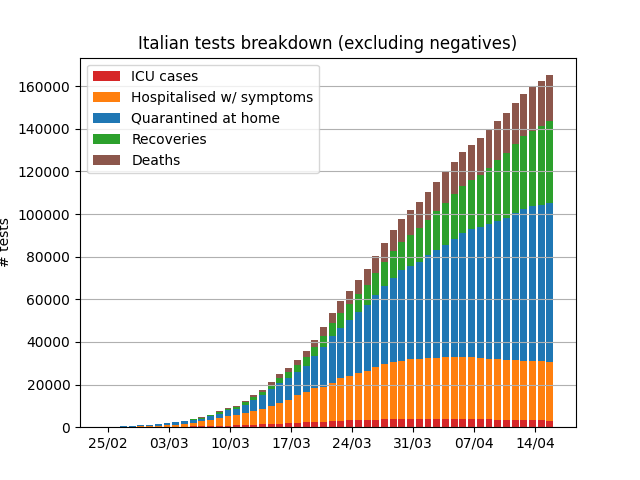 Italian tests breakdown (excluding negatives)
ICU cases
Hospitalised w/ symptoms
Quarantined at home
Recoveries
Deaths
160000
140000
120000
100000
80000
60000
40000
20000
0
# tests
25/02 03/03 10/03 17/03 24/03 31/03 07/04 14/04